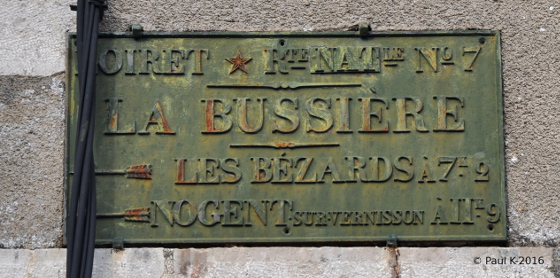 LOIRET ★ RTE NATLE No 7
LA BUSSIÈRE
LES BÉZARDS À 7K 2
NOGENT-SUR-VERNISSON À 11K 9
© Paul K-2016